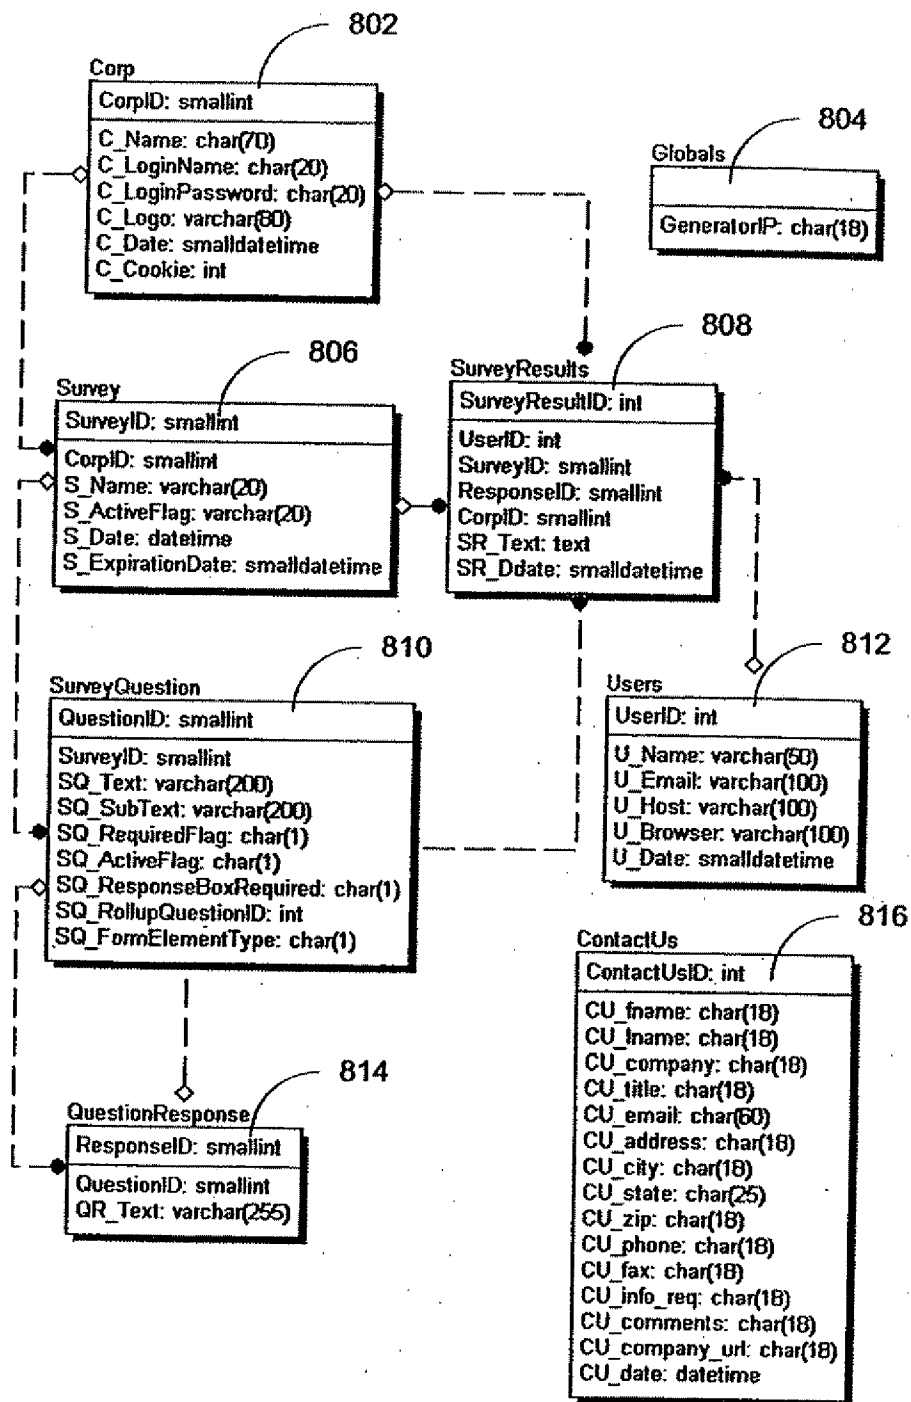 802
Corp
CorpID: smallint
C_Name: char(70)
C_LoginName: char(20)
C_LoginPassword: char(20)
C_Logo: varchar(80)
C_Date: smalldatetime
C_Cookie: int
804
Globals
GeneratorIP: char(18)
806
Survey
SurveyID: smallint
CorpID: smallint
S_Name: varchar(20)
S_ActiveFlag: varchar(20)
S_Date: datetime
S_ExpirationDate: smalldatetime
808
SurveyResults
SurveyResultID: int
UserID: int
SurveyID: smallint
ResponseID: smallint
CorpID: smallint
SR_Text: text
SR_Ddate: smalldatetime
810
SurveyQuestion
QuestionID: smallint
SurveyID: smallint
SQ_Text: varchar(200)
SQ_SubText: varchar(200)
SQ_RequiredFlag: char(1)
SQ_ActiveFlag: char(1)
SQ_ResponseBoxRequired: char(1)
SQ_RollupQuestionID: int
SQ_FormElementType: char(1)
812
Users
UserID: int
U_Name: varchar(50)
U_Email: varchar(100)
U_Host: varchar(100)
U_Browser: varchar(100)
U_Date: smalldatetime
814
QuestionResponse
ResponseID: smallint
QuestionID: smallint
QR_Text: varchar(255)
816
ContactUs
ContactUsID: int
CU_fname: char(18)
CU_lname: char(18)
CU_company: char(18)
CU_title: char(18)
CU_email: char(60)
CU_address: char(18)
CU_city: char(18)
CU_state: char(25)
CU_zip: char(18)
CU_phone: char(18)
CU_fax: char(18)
CU_info_req: char(18)
CU_comments: char(18)
CU_company_url: char(18)
CU_date: datetime